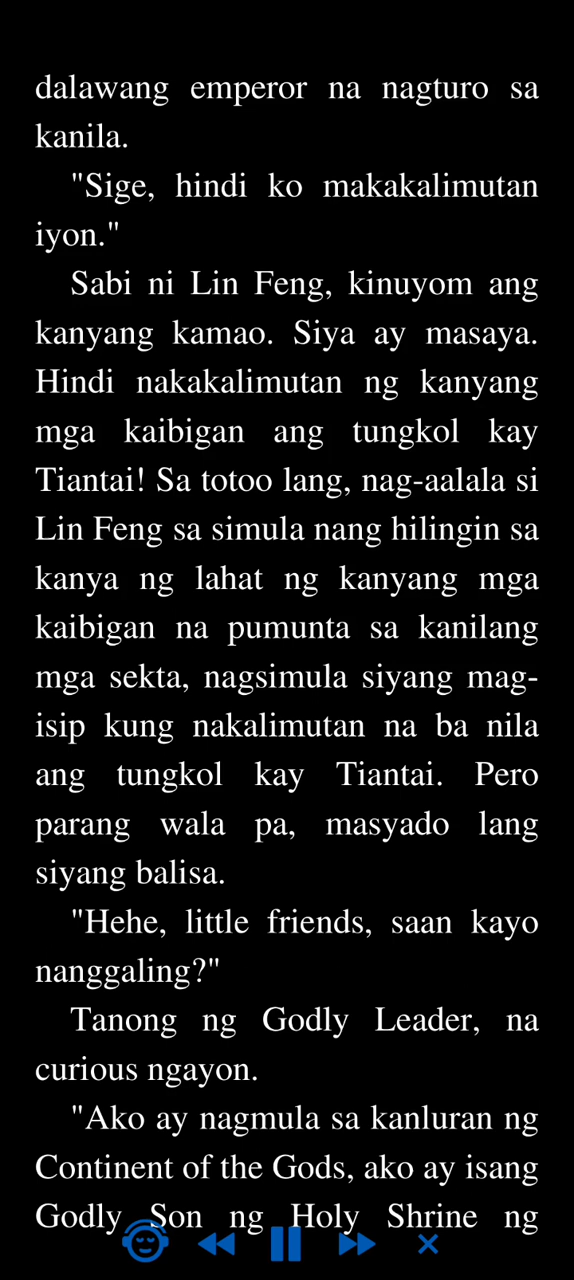 dalawang emperor na nagturo sa
kanila.
"Sige, hindi ko makakalimutan
iyon."
Sabi ni Lin Feng, kinuyom ang
kanyang kamao. Siya ay masaya.
Hindi nakakalimutan ng kanyang
mga kaibigan ang tungkol kay
Tiantai! Sa totoo lang, nag-aalala si
Lin Feng sa simula nang hilingin sa
kanya ng lahat ng kanyang mga
kaibigan na pumunta sa kanilang
mga sekta, nagsimula siyang mag-
isip kung nakalimutan na ba nila
ang tungkol kay Tiantai. Pero
parang wala pa, masyado lang
siyang balisa.
"Hehe, little friends, saan kayo
nanggaling?"
Tanong ng Godly Leader, na
curious ngayon.
"Ako ay nagmula sa kanluran ng
Continent of the Gods, ako ay isang
Godly Son ng Holy Shrine ng